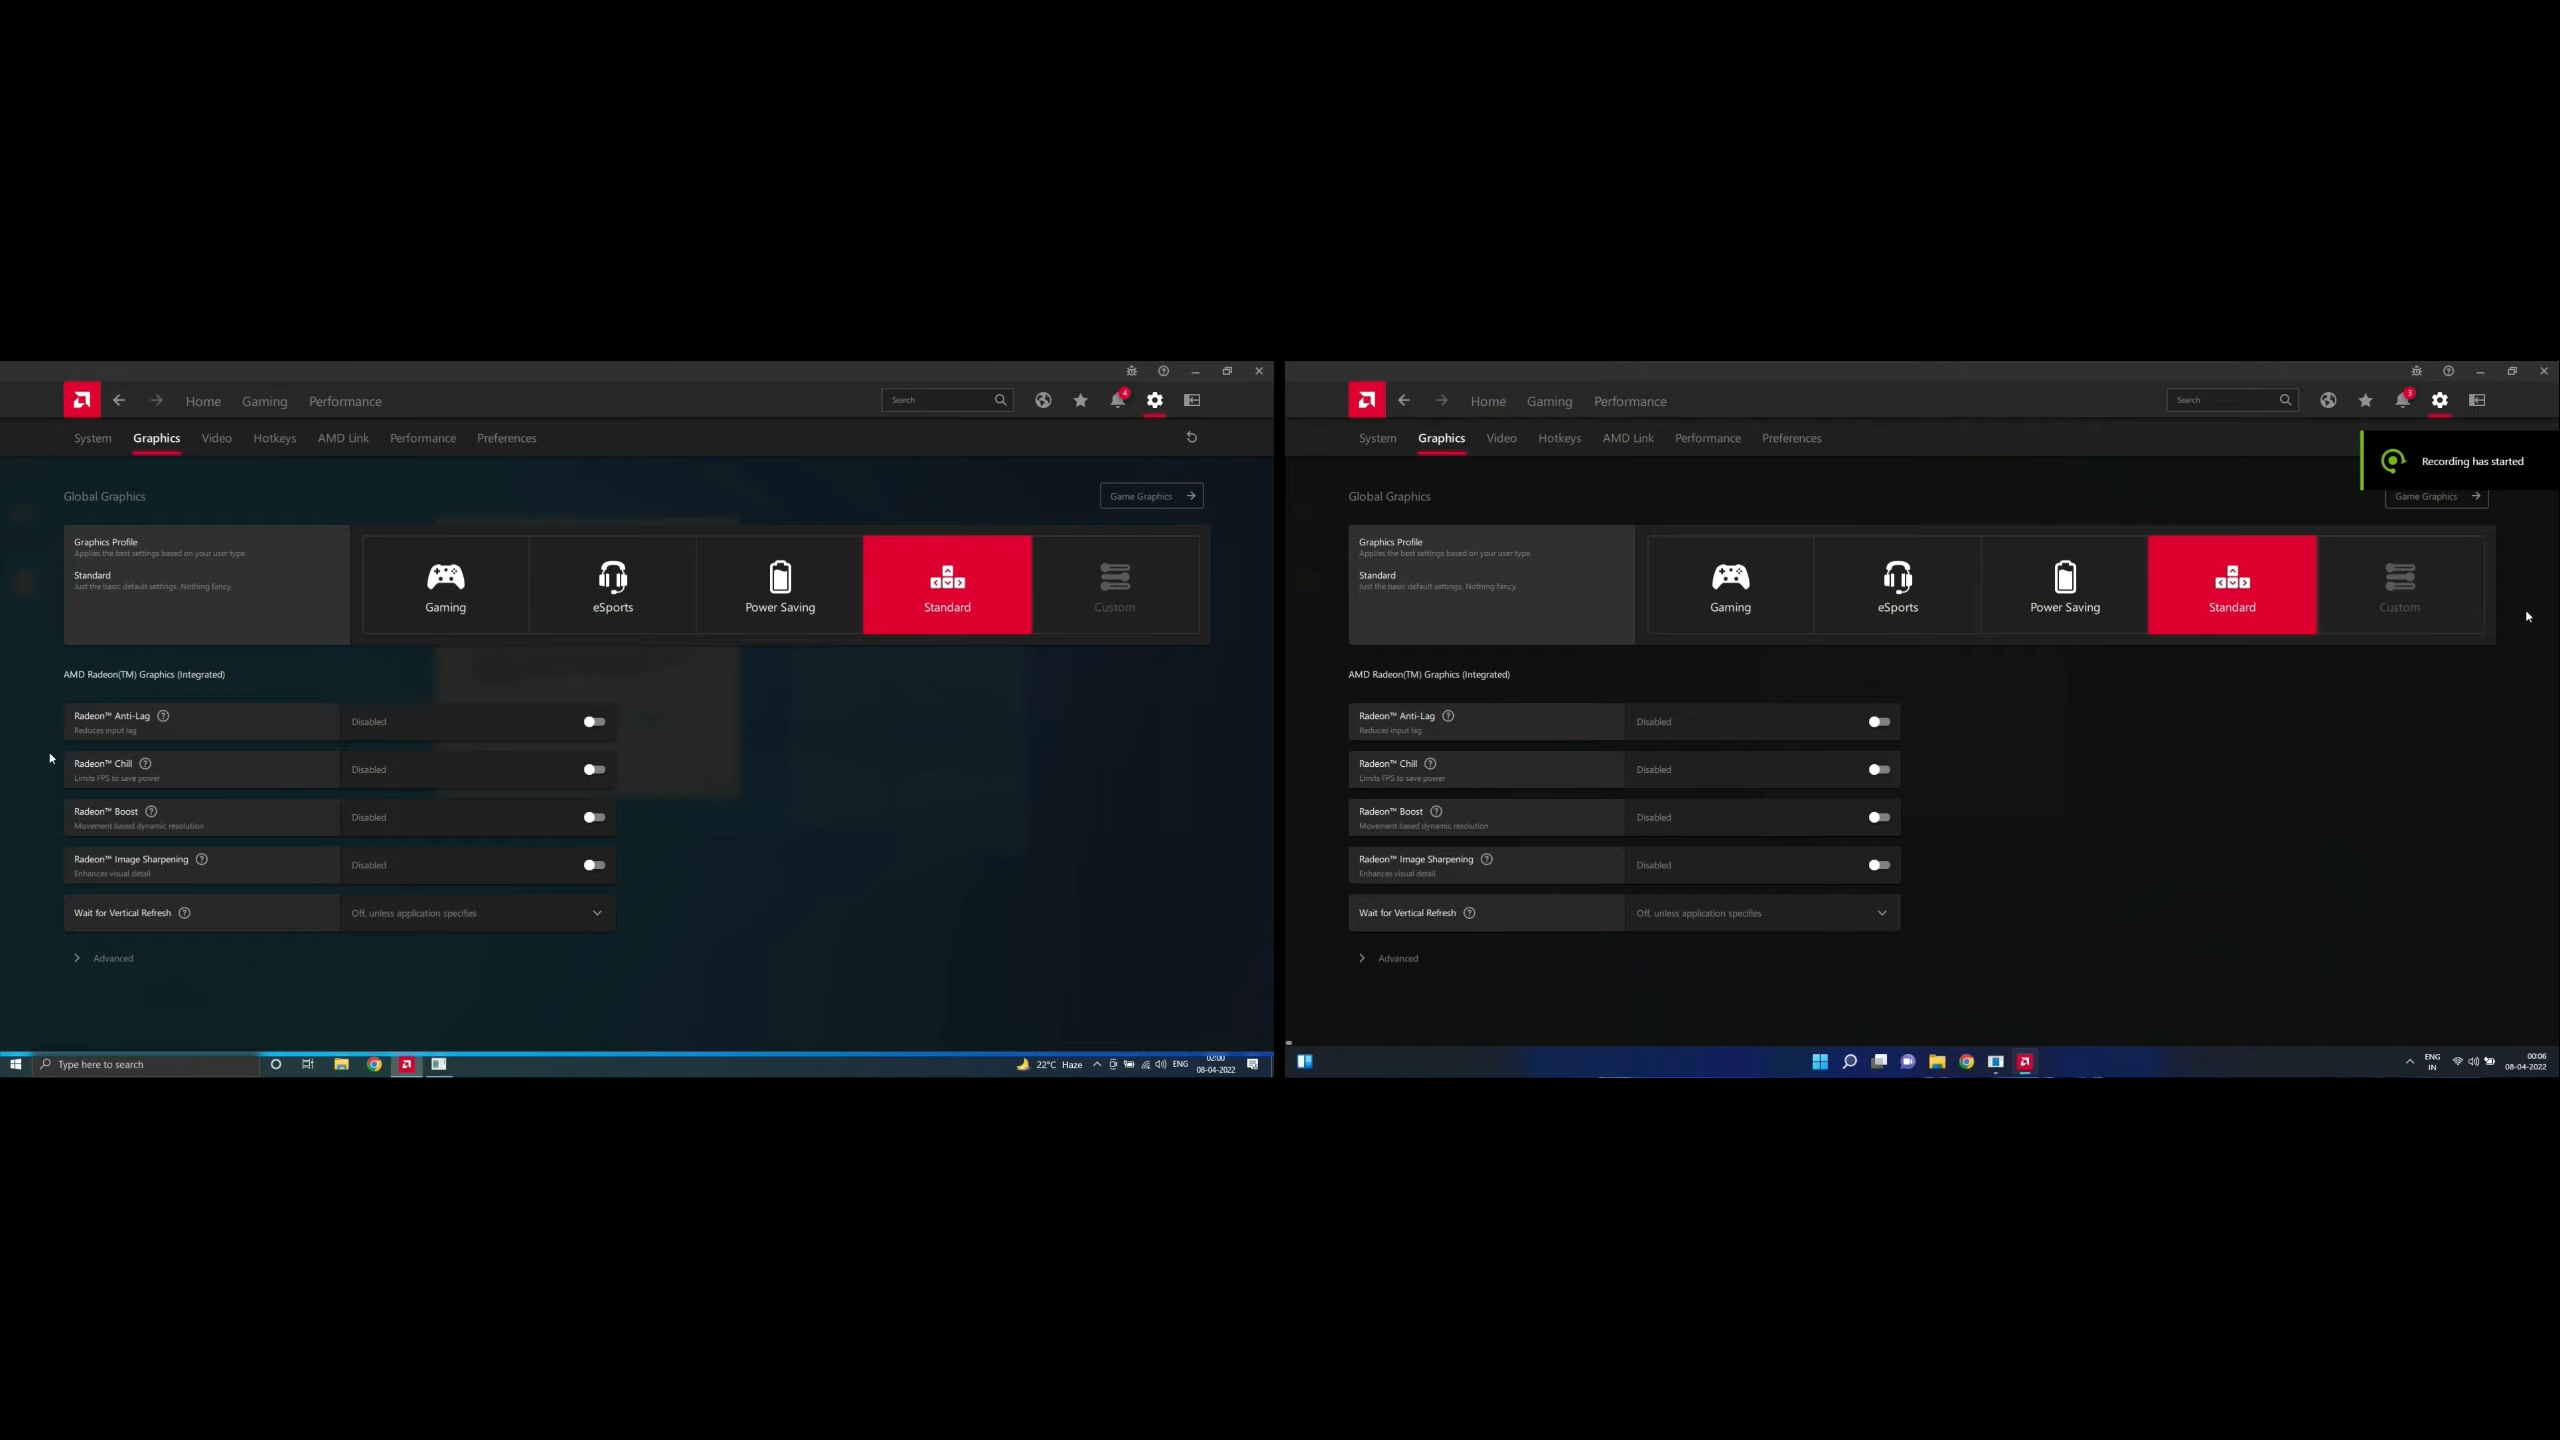 Home Gaming Performance
Search
4
System Graphics Video Hotkeys AMD Link Performance Preferences
Global Graphics
Game Graphics
Graphics Profile
Applies the best settings based on your user type.
Standard
Just the basic default settings. Nothing fancy.
Gaming
eSports
Power Saving
Standard
Custom
AMD Radeon(TM) Graphics (Integrated)
Radeon™ Anti-Lag
Reduces input lag
Disabled
Radeon™ Chill
Limits FPS to save power
Disabled
Radeon™ Boost
Movement based dynamic resolution
Disabled
Radeon™ Image Sharpening
Enhances visual detail
Disabled
Wait for Vertical Refresh
Off, unless application specifies
Advanced
Type here to search
22°C Haze
ENG
02:00
08-04-2022
Home Gaming Performance
Search
3
System Graphics Video Hotkeys AMD Link Performance Preferences
Recording has started
Global Graphics
Game Graphics
Graphics Profile
Applies the best settings based on your user type.
Standard
Just the basic default settings. Nothing fancy.
Gaming
eSports
Power Saving
Standard
Custom
AMD Radeon(TM) Graphics (Integrated)
Radeon™ Anti-Lag
Reduces input lag
Disabled
Radeon™ Chill
Limits FPS to save power
Disabled
Radeon™ Boost
Movement based dynamic resolution
Disabled
Radeon™ Image Sharpening
Enhances visual detail
Disabled
Wait for Vertical Refresh
Off, unless application specifies
Advanced
ENG
IN
00:06
08-04-2022